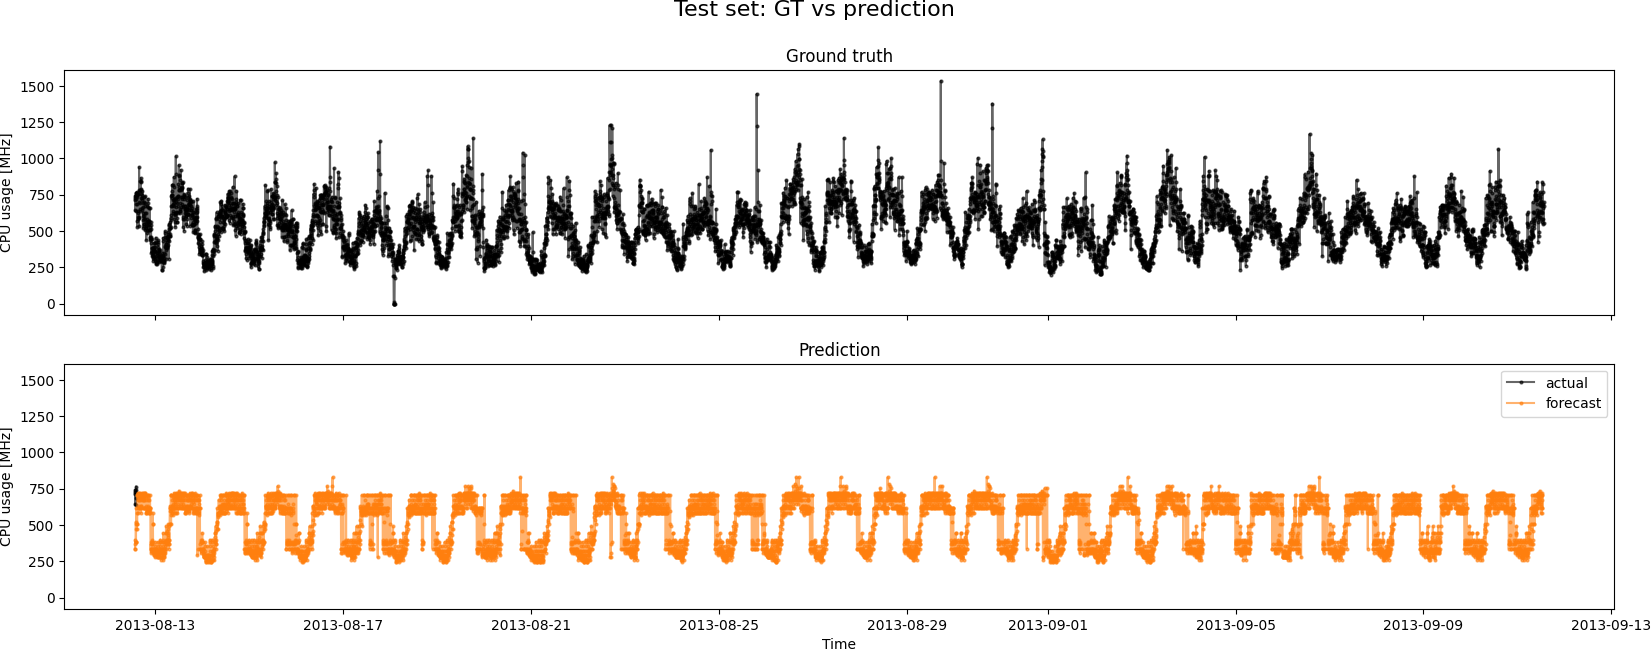 Test set: GT vs prediction
Ground truth
CPU usage [MHz]
1500
1250
1000
750
500
250
0
Prediction
CPU usage [MHz]
1500
1250
1000
750
500
250
0
actual
forecast
2013-08-13 2013-08-17 2013-08-21 2013-08-25 2013-08-29 2013-09-01 2013-09-05 2013-09-09 2013-09-13
Time